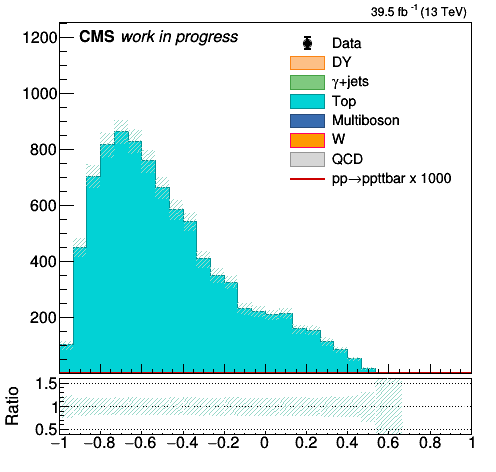 39.5 fb⁻¹ (13 TeV)
CMS work in progress
Data
DY
γ+jets
Top
Multiboson
W
QCD
pp→ppttbar x 1000
1200
1000
800
600
400
200
Ratio
1.5
1
0.5
−1 −0.8 −0.6 −0.4 −0.2 0 0.2 0.4 0.6 0.8 1